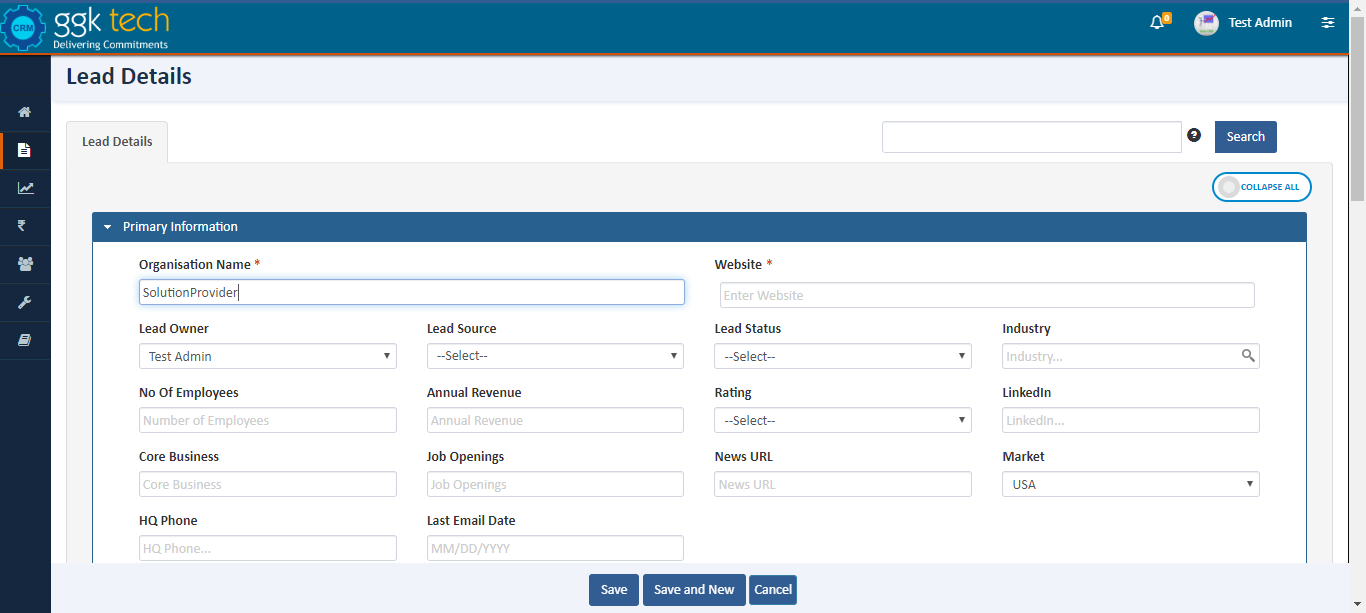 CRM
ggk tech
Delivering Commitments
0
Test Admin
Lead Details
Lead Details
?
Search
COLLAPSE ALL
Primary Information
Organisation Name *
Website *
SolutionProvider
Enter Website
Lead Owner
Lead Source
Lead Status
Industry
Test Admin
--Select--
--Select--
Industry...
No Of Employees
Annual Revenue
Rating
LinkedIn
Number of Employees
Annual Revenue
--Select--
LinkedIn...
Core Business
Job Openings
News URL
Market
Core Business
Job Openings
News URL
USA
HQ Phone
Last Email Date
HQ Phone...
MM/DD/YYYY
Save
Save and New
Cancel